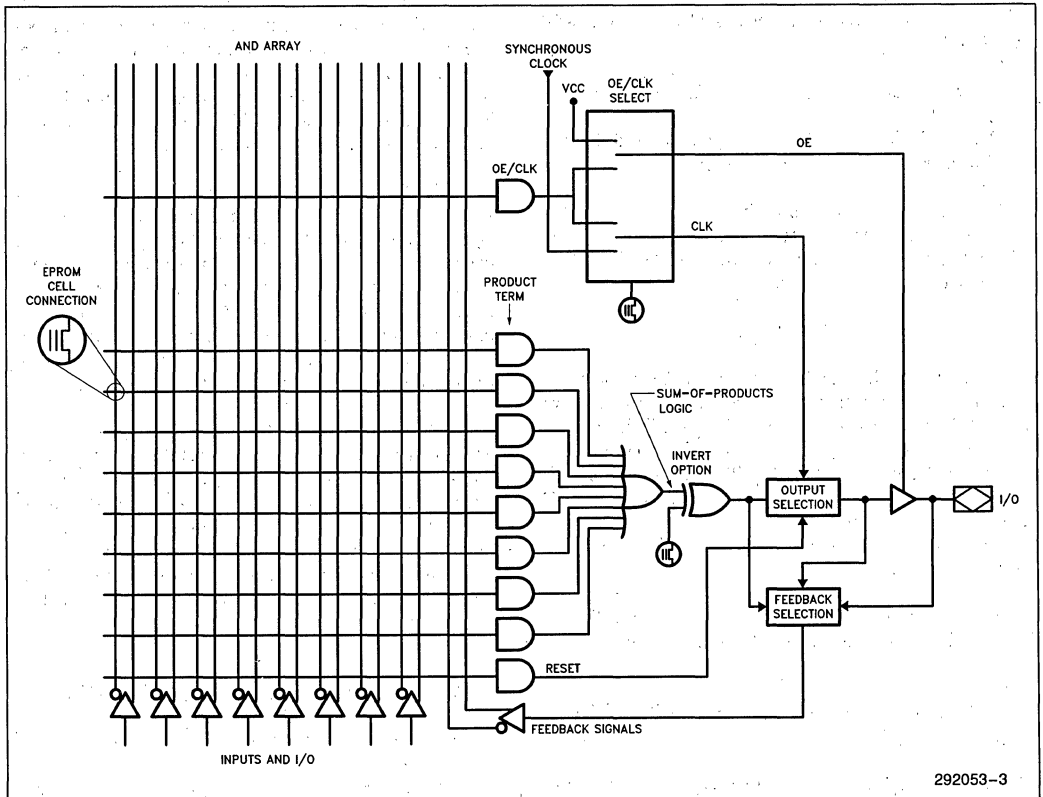 AND ARRAY
SYNCHRONOUS
CLOCK
VCC
OE/CLK
SELECT
OE
OE/CLK
CLK
EPROM
CELL
CONNECTION
PRODUCT
TERM
SUM-OF-PRODUCTS
LOGIC
INVERT
OPTION
OUTPUT
SELECTION
I/O
FEEDBACK
SELECTION
RESET
FEEDBACK SIGNALS
INPUTS AND I/O
292053-3